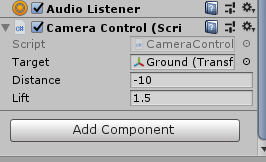 Audio Listener
Camera Control (Scri
Script CameraControl
Target Ground (Transf
Distance -10
Lift 1.5
Add Component